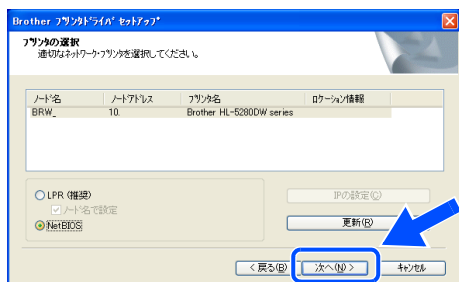 Brother ﾌﾟﾘﾝﾀﾄﾞﾗｲﾊﾞ ｾｯﾄｱｯﾌﾟ
ﾌﾟﾘﾝﾀの選択
適切なﾈｯﾄﾜｰｸ・ﾌﾟﾘﾝﾀを選択してください。
ﾉｰﾄﾞ名 ﾉｰﾄﾞｱﾄﾞﾚｽ ﾌﾟﾘﾝﾀ名 ﾛｹｰｼｮﾝ情報
BRW_ 10. Brother HL-5280DW series
LPR (推奨)
ﾉｰﾄﾞ名で設定
NetBIOS
IPの設定(C)
更新(R)
< 戻る(B) 次へ(N) > ｷｬﾝｾﾙ